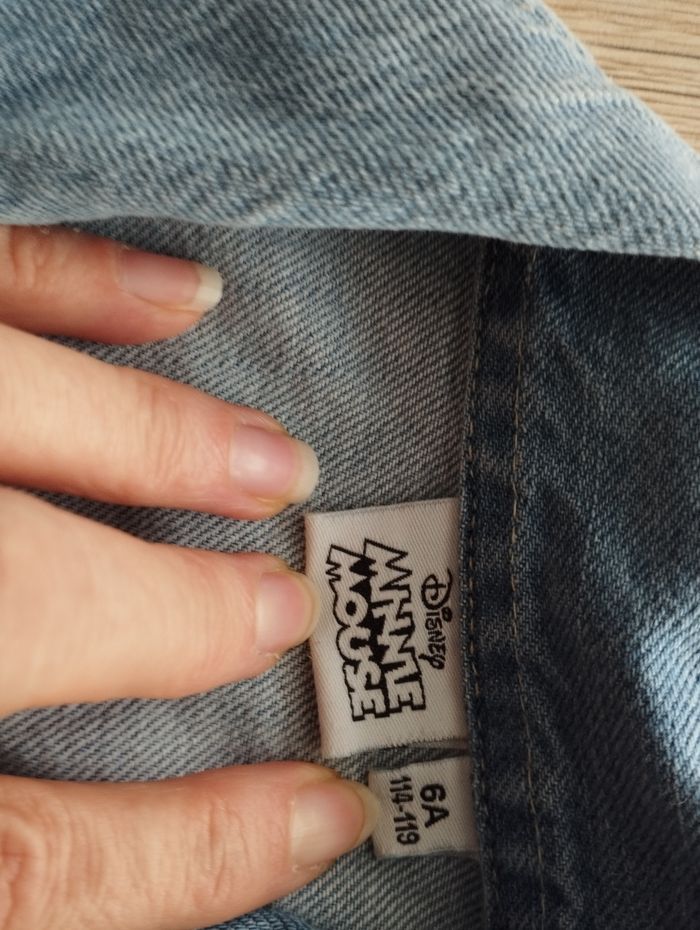 Disney
MINNIE
MOUSE
6A
114-119